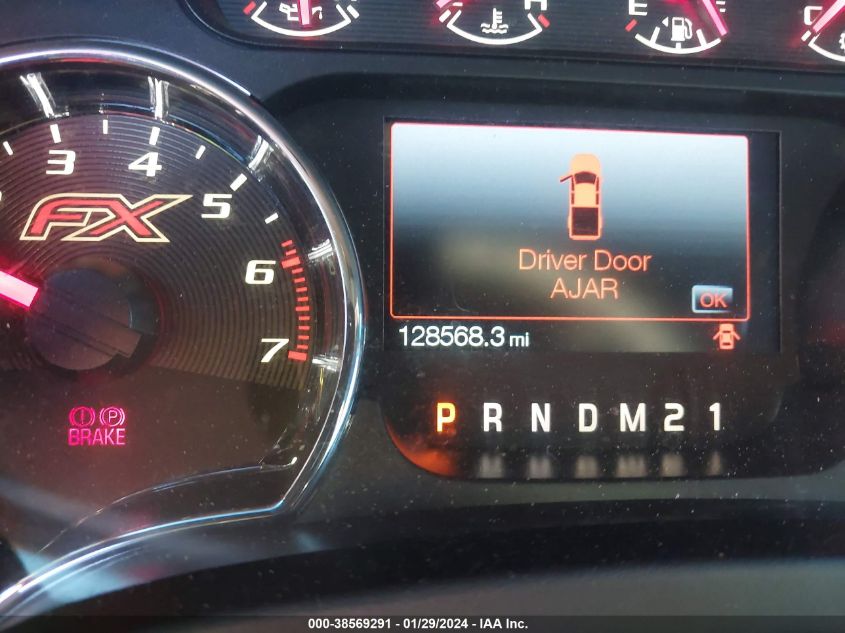 H
E
C
3 4 5 6 7
FX
Driver Door
AJAR
OK
128568.3 mi
P R N D M 2 1
(!) (P)
BRAKE
000-38569291 - 01/29/2024 - IAA Inc.